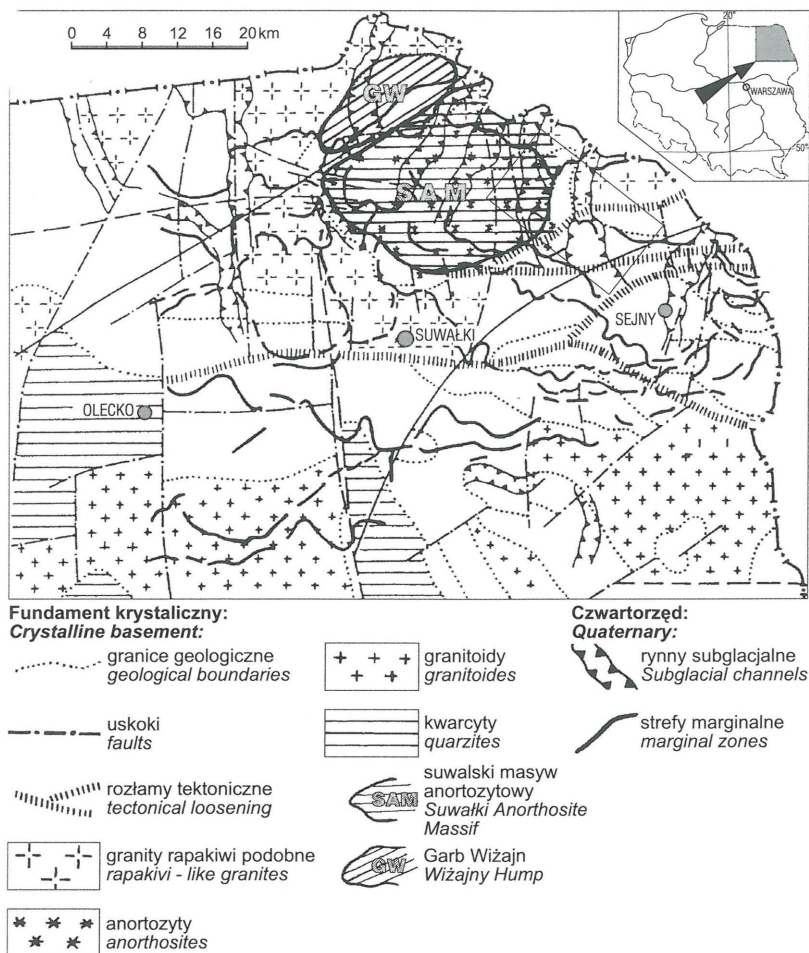 0 4 8 12 16 20 km
20°
WARSZAWA
50°
GW
SAM
SUWAŁKI
SEJNY
OLECKO
Fundament krystaliczny:
Crystalline basement:
granice geologiczne
geological boundaries
uskoki
faults
rozłamy tektoniczne
tectonical loosening
granity rapakiwi podobne
rapakivi - like granites
anortozyty
anorthosites
granitoidy
granitoides
kwarcyty
quarzites
SAM
suwalski masyw
anortozytowy
Suwałki Anorthosite
Massif
GW
Garb Wiżajn
Wiżajny Hump
Czwartorzęd:
Quaternary:
rynny subglacjalne
Subglacial channels
strefy marginalne
marginal zones